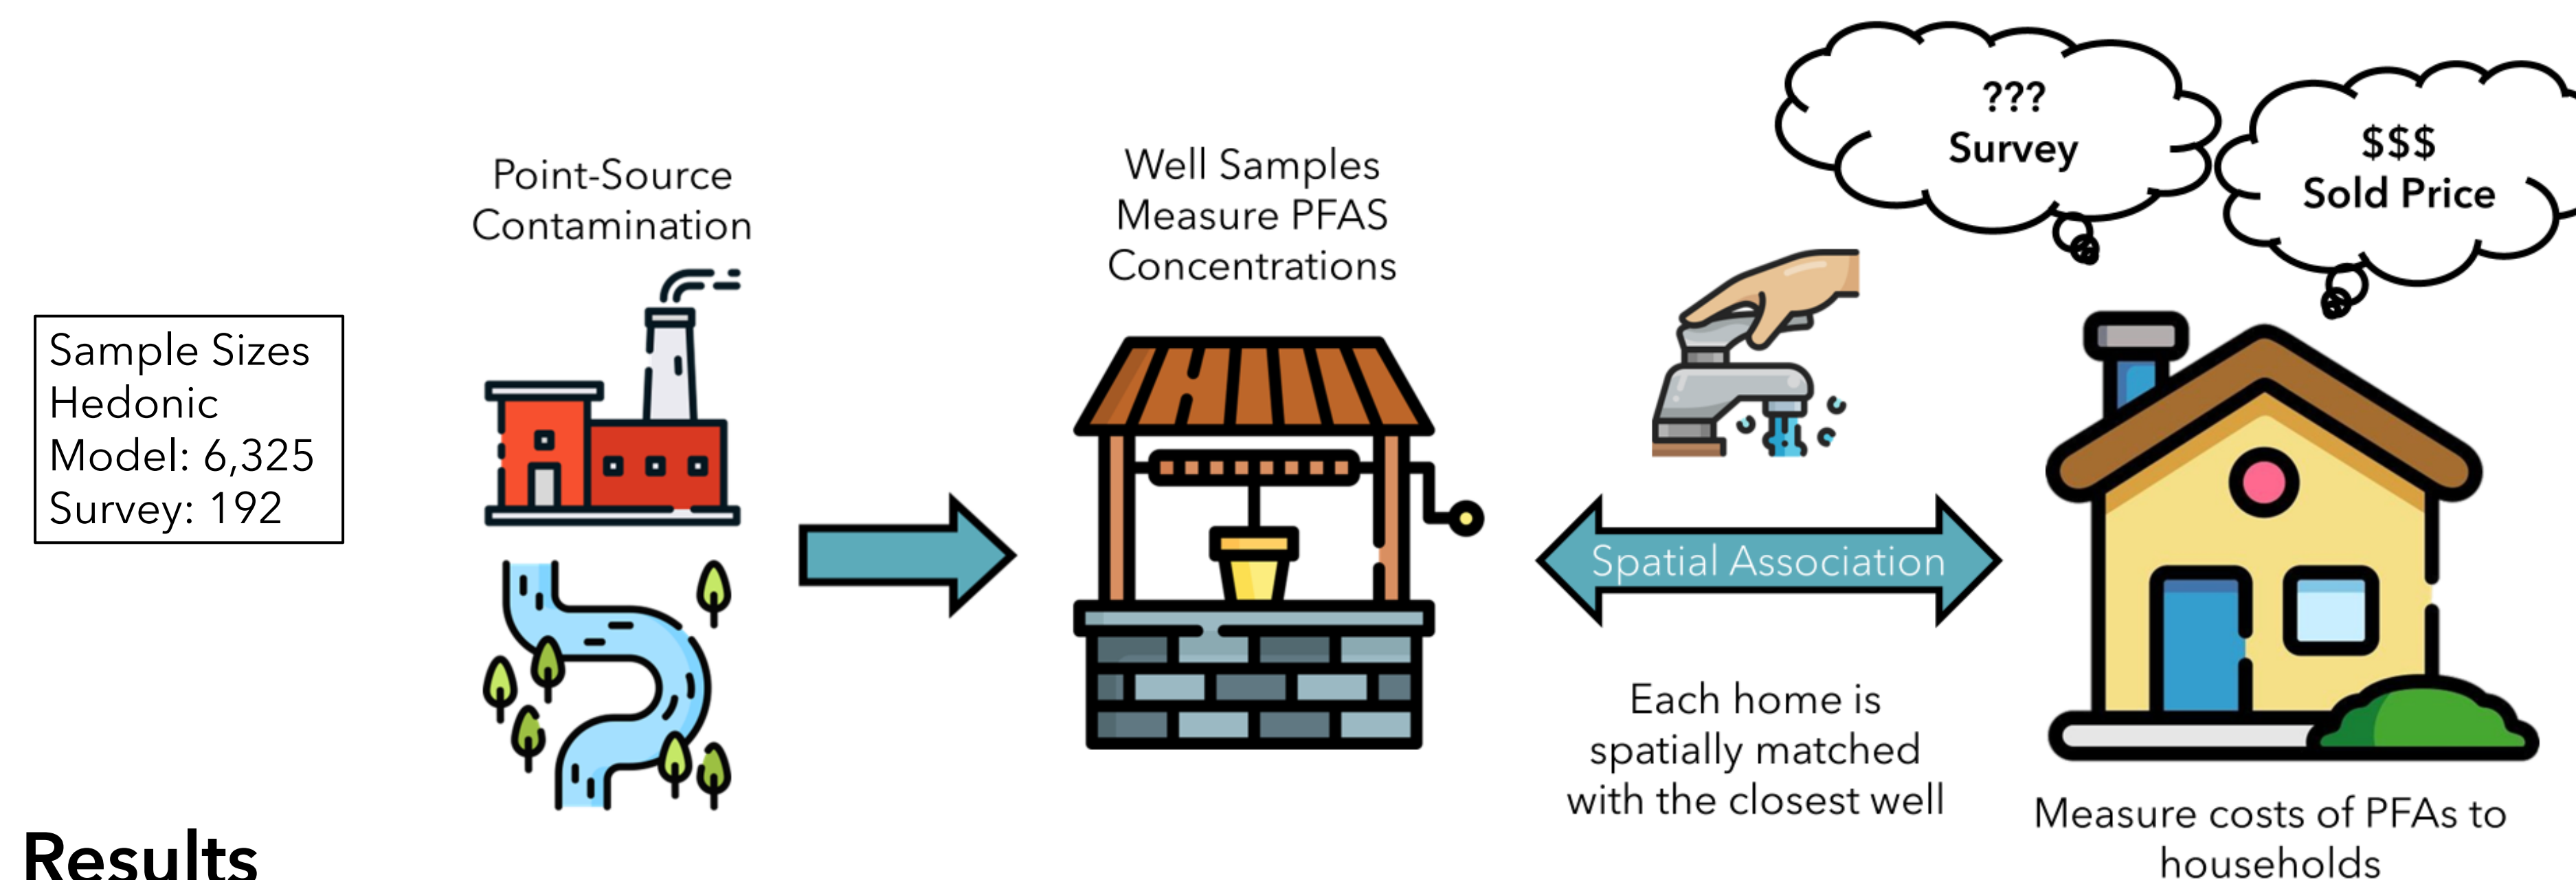 Sample Sizes
Hedonic
Model: 6,325
Survey: 192
Point-Source
Contamination
Well Samples
Measure PFAS
Concentrations
???
Survey
$$$
Sold Price
Spatial Association
Each home is
spatially matched
with the closest well
Measure costs of PFAs to
households
Results